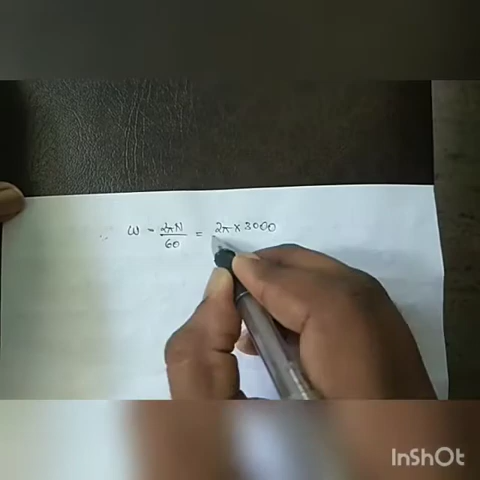 ∵ ω = 2πN/60 = 2π × 3000
InShOt